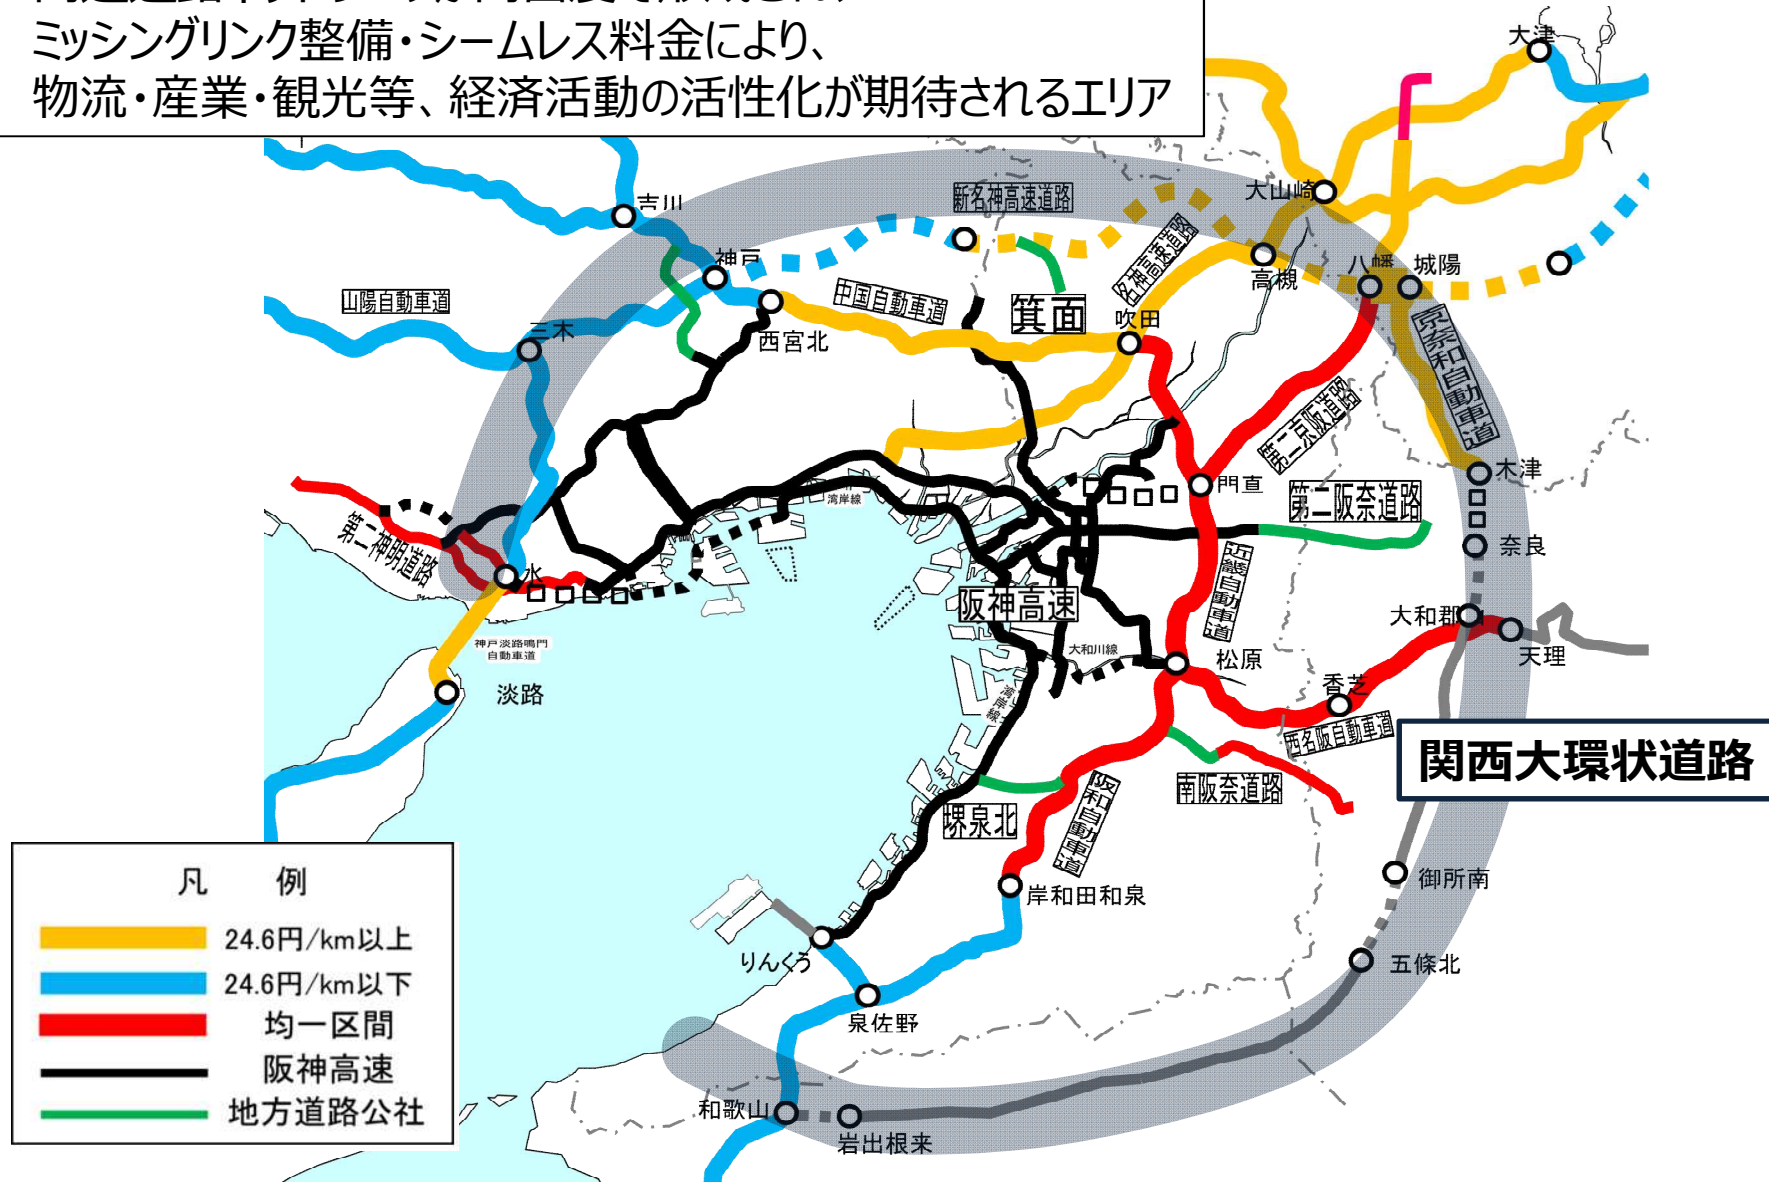 ミッシングリンク整備・シームレス料金により、
物流・産業・観光等、経済活動の活性化が期待されるエリア
大津
吉川
新名神高速道路
大山崎
名神高速道路
神戸
高槻
八幡
城陽
山陽自動車道
中国自動車道
箕面
吹田
三木
西宮北
京奈和自動車道
第二京阪道路
木津
門真
湾岸線
第二阪奈道路
第二神明道路
奈良
近畿自動車道
阪神高速
大和郡山
神戸淡路鳴門
自動車道
大和川線
松原
天理
淡路
湾岸線
香芝
西名阪自動車道
関西大環状道路
南阪奈道路
堺泉北
阪和自動車道
御所南
岸和田和泉
りんくう
五條北
泉佐野
和歌山
岩出根来
凡 例
24.6円/km以上
24.6円/km以下
均一区間
阪神高速
地方道路公社